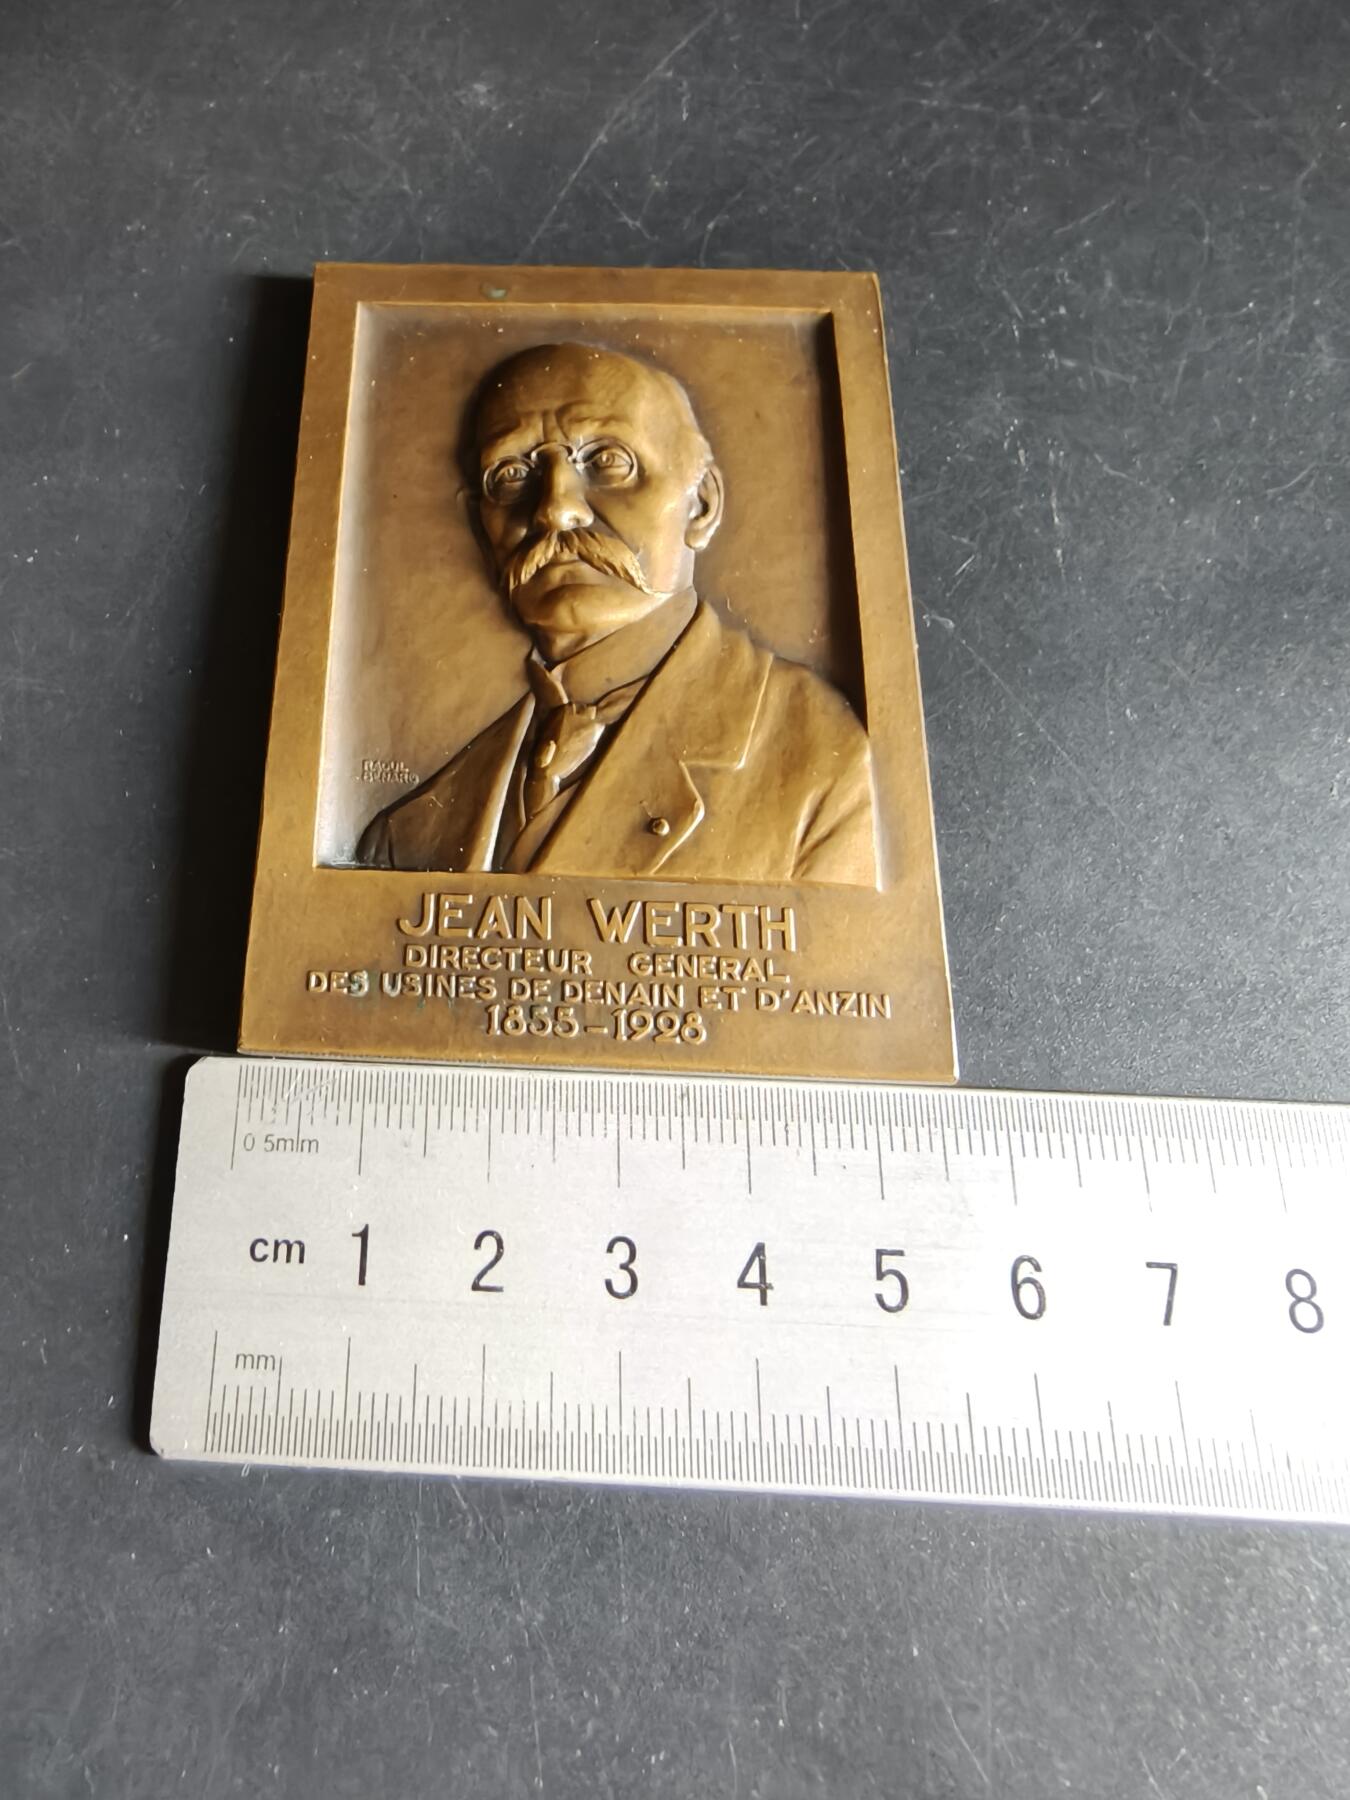 RAOUL
BENARD
JEAN WERTH
DIRECTEUR GENERAL
DES USINES DE DENAIN ET D'ANZIN
1855-1928
0 5mm
cm 1 2 3 4 5 6 7 8
mm